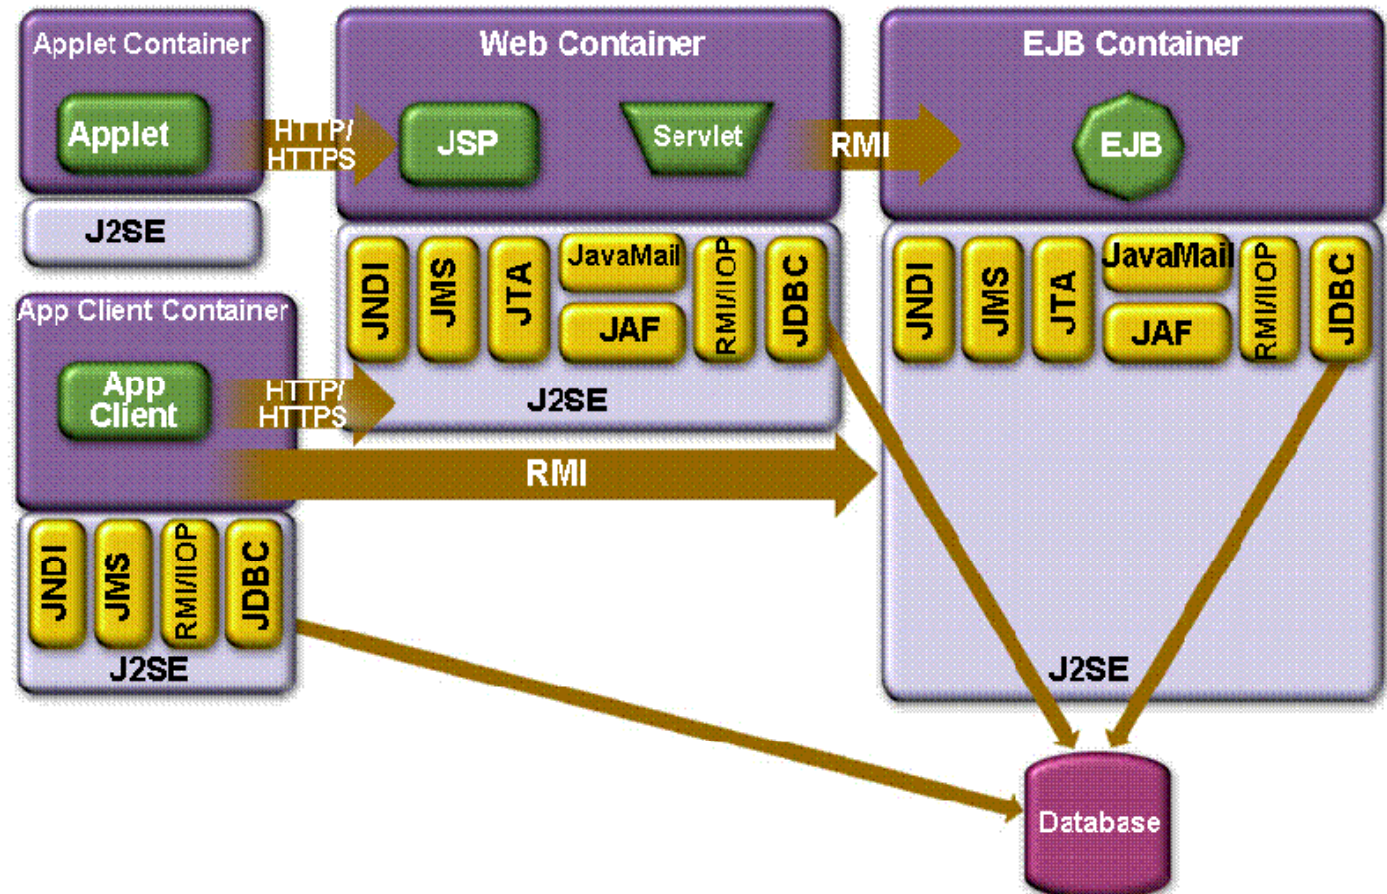 Applet Container
Applet
J2SE
HTTP/
HTTPS
Web Container
JSP
Servlet
JNDI
JMS
JTA
JavaMail
JAF
RMI/IIOP
JDBC
J2SE
RMI
EJB Container
EJB
JNDI
JMS
JTA
JavaMail
JAF
RMI/IIOP
JDBC
J2SE
App Client Container
App
Client
HTTP/
HTTPS
RMI
JNDI
JMS
RMI/IIOP
JDBC
J2SE
Database